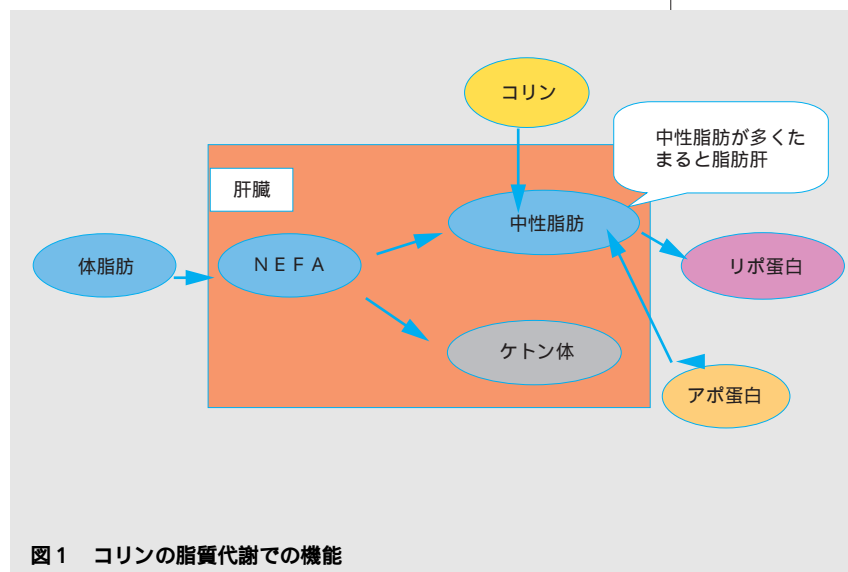 コリン
中性脂肪が多くた
まると脂肪肝
肝臓
中性脂肪
体脂肪
ＮＥＦＡ
リポ蛋白
ケトン体
アポ蛋白
図１　コリンの脂質代謝での機能